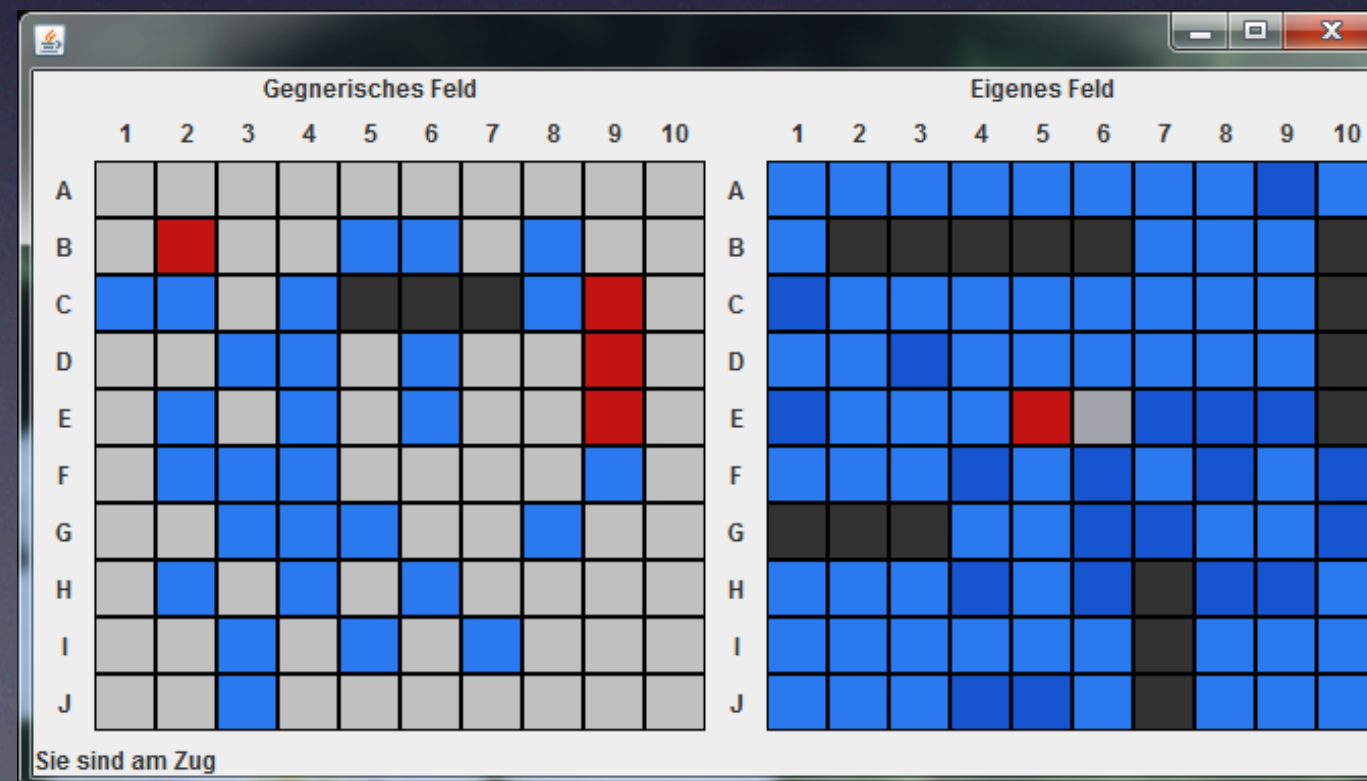 Gegnerisches Feld Eigenes Feld
1 2 3 4 5 6 7 8 9 10 1 2 3 4 5 6 7 8 9 10
A A
B B
C C
D D
E E
F F
G G
H H
I I
J J
Sie sind am Zug